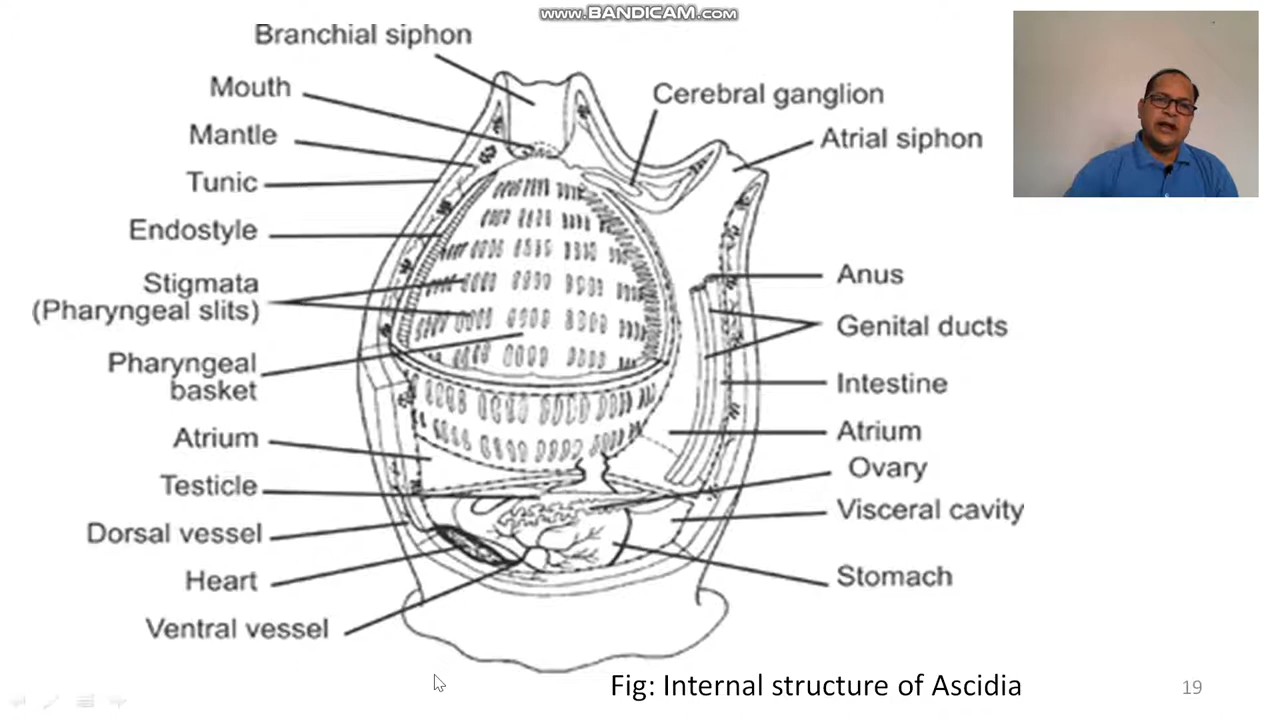 www.BANDICAM.com
Branchial siphon
Mouth
Mantle
Tunic
Endostyle
Stigmata
(Pharyngeal slits)
Pharyngeal
basket
Atrium
Testicle
Dorsal vessel
Heart
Ventral vessel
Cerebral ganglion
Atrial siphon
Anus
Genital ducts
Intestine
Atrium
Ovary
Visceral cavity
Stomach
Fig: Internal structure of Ascidia
19